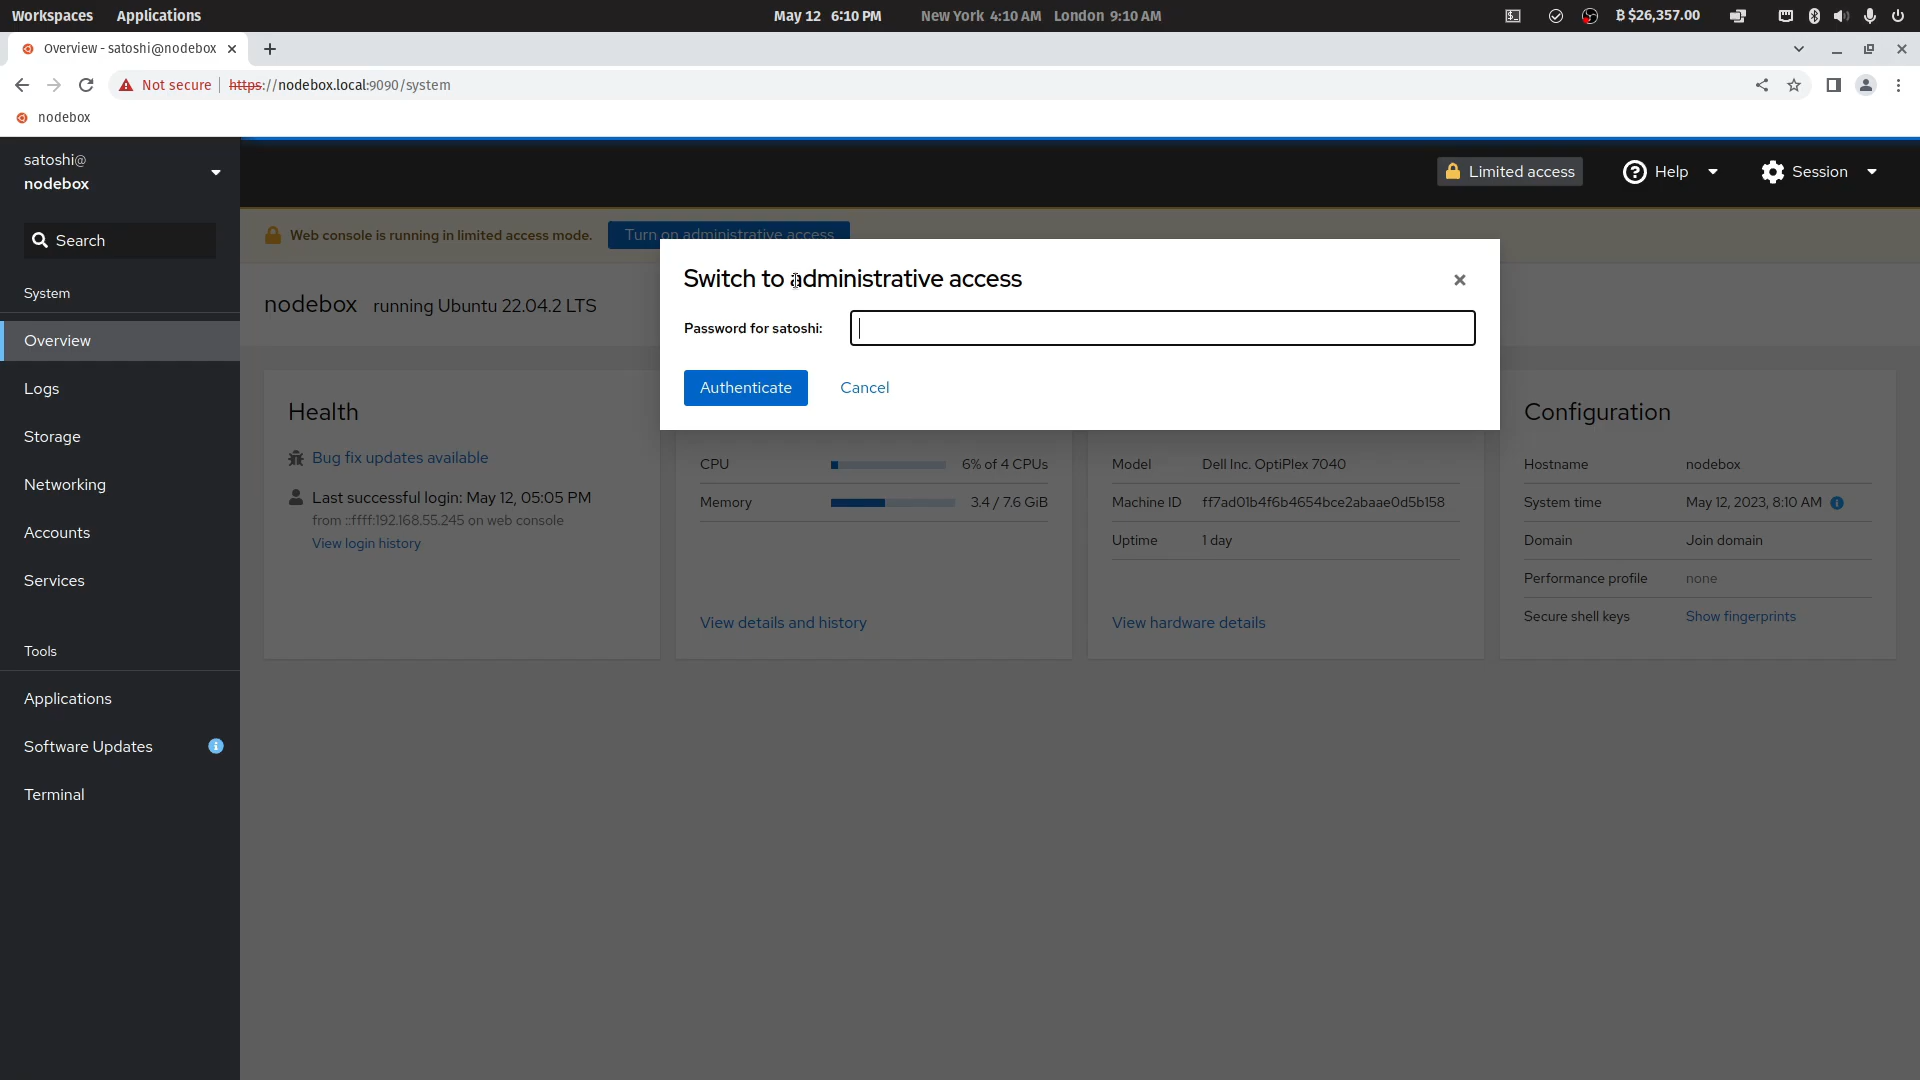 Workspaces Applications May 12 6:10 PM New York 4:10 AM London 9:10 AM ₿ $26,357.00
Overview - satoshi@nodebox
Not secure https://nodebox.local:9090/system
nodebox
satoshi@
nodebox
Limited access Help Session
Search
Web console is running in limited access mode. Turn on administrative access
Switch to administrative access
System
nodebox running Ubuntu 22.04.2 LTS
Password for satoshi:
Overview
Authenticate Cancel
Logs
Storage
Networking
Accounts
Services
Tools
Applications
Software Updates
Terminal
Health
Bug fix updates available
Last successful login: May 12, 05:05 PM
from ::ffff:192.168.55.245 on web console
View login history
CPU 6% of 4 CPUs
Memory 3.4 / 7.6 GiB
View details and history
Model Dell Inc. OptiPlex 7040
Machine ID ff7ad01b4f6b4654bce2abaae0d5b158
Uptime 1 day
View hardware details
Configuration
Hostname nodebox
System time May 12, 2023, 8:10 AM
Domain Join domain
Performance profile none
Secure shell keys Show fingerprints